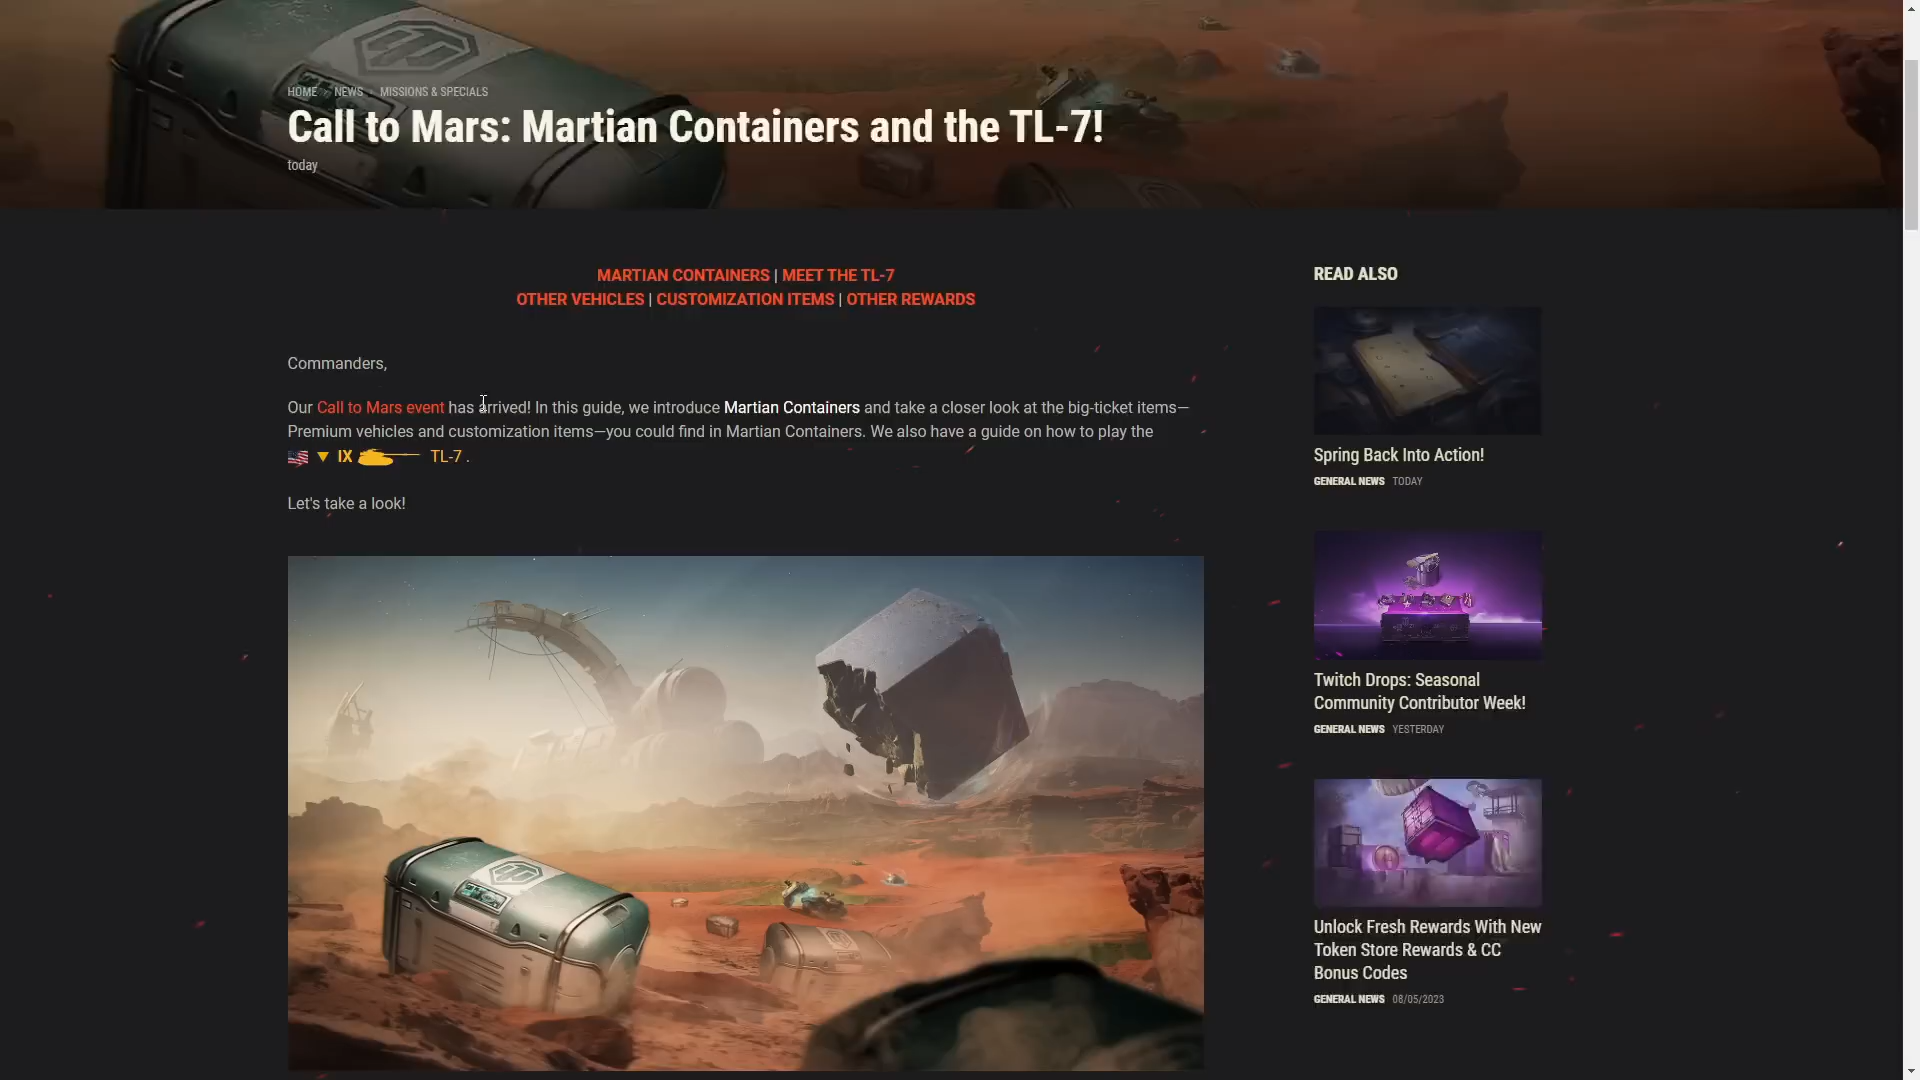 HOME NEWS MISSIONS & SPECIALS
Call to Mars: Martian Containers and the TL-7!
today
MARTIAN CONTAINERS | MEET THE TL-7
OTHER VEHICLES | CUSTOMIZATION ITEMS | OTHER REWARDS
Commanders,
Our Call to Mars event has arrived! In this guide, we introduce Martian Containers and take a closer look at the big-ticket items—
Premium vehicles and customization items—you could find in Martian Containers. We also have a guide on how to play the
IX TL-7 .
Let's take a look!
READ ALSO
Spring Back Into Action!
GENERAL NEWS TODAY
Twitch Drops: Seasonal
Community Contributor Week!
GENERAL NEWS YESTERDAY
Unlock Fresh Rewards With New
Token Store Rewards & CC
Bonus Codes
GENERAL NEWS 08/05/2023